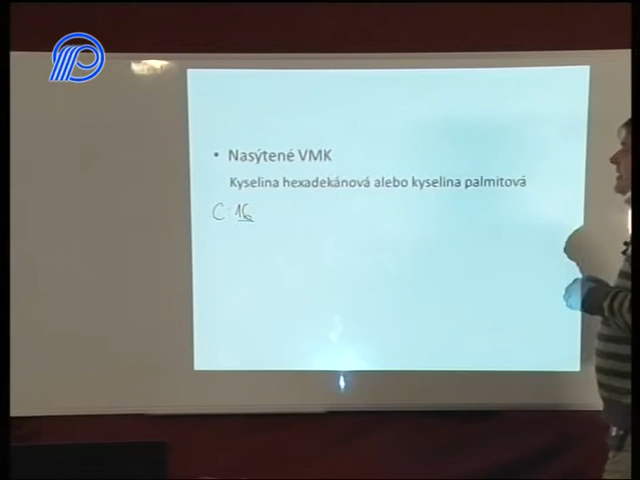 • Nasýtené VMK
Kyselina hexadekánová alebo kyselina palmitová
C: 16